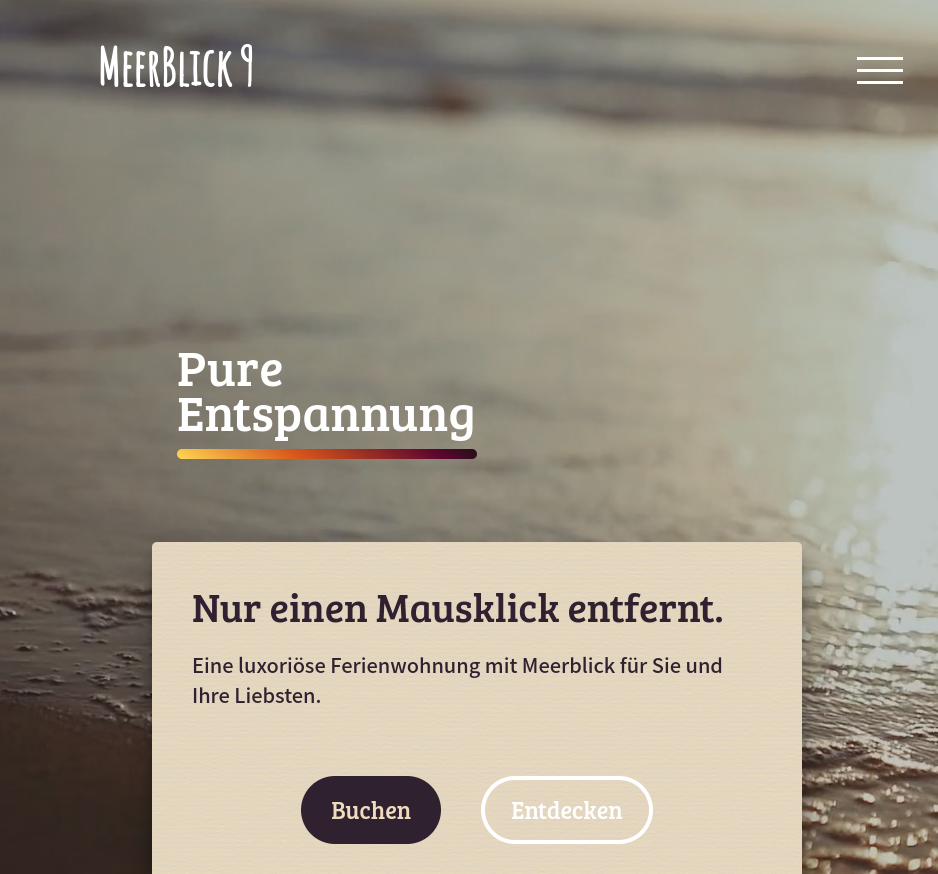 MEERBLICK 9
Pure
Entspannung
Nur einen Mausklick entfernt.
Eine luxoriöse Ferienwohnung mit Meerblick für Sie und
Ihre Liebsten.
Buchen
Entdecken